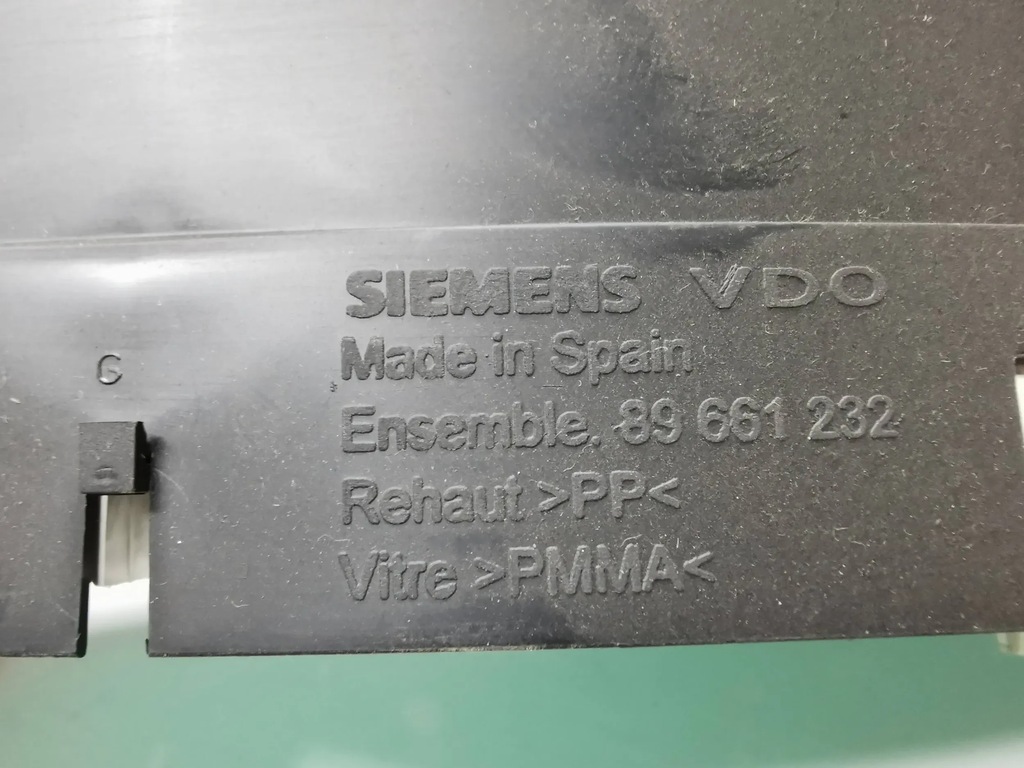 G
SIEMENS VDO
Made in Spain
Ensemble. 89 661 232
Rehaut >PP<
Vitre >PMMA<